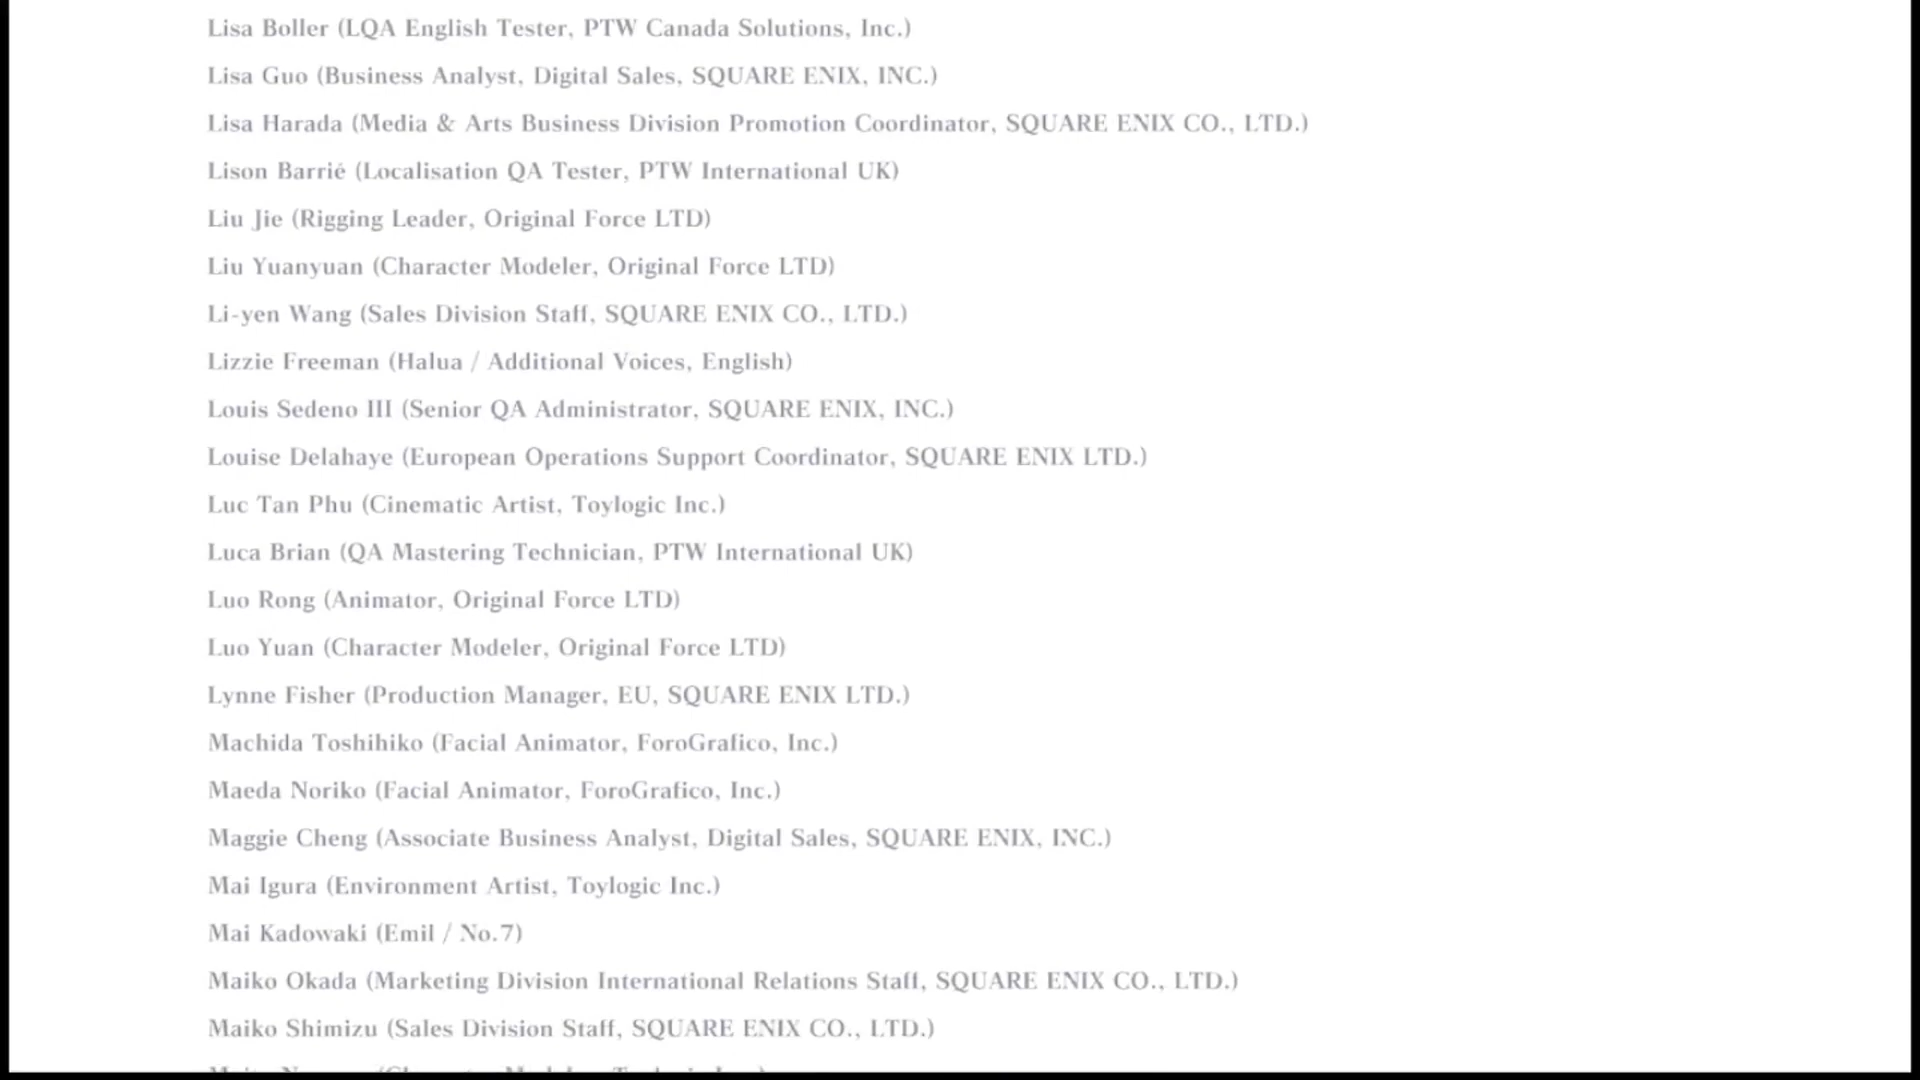 Lisa Boller (LQA English Tester, PTW Canada Solutions, Inc.)
Lisa Guo (Business Analyst, Digital Sales, SQUARE ENIX, INC.)
Lisa Harada (Media & Arts Business Division Promotion Coordinator, SQUARE ENIX CO., LTD.)
Lison Barrié (Localisation QA Tester, PTW International UK)
Liu Jie (Rigging Leader, Original Force LTD)
Liu Yuanyuan (Character Modeler, Original Force LTD)
Li-yen Wang (Sales Division Staff, SQUARE ENIX CO., LTD.)
Lizzie Freeman (Halua / Additional Voices, English)
Louis Sedeno III (Senior QA Administrator, SQUARE ENIX, INC.)
Louise Delahaye (European Operations Support Coordinator, SQUARE ENIX LTD.)
Luc Tan Phu (Cinematic Artist, Toylogic Inc.)
Luca Brian (QA Mastering Technician, PTW International UK)
Luo Rong (Animator, Original Force LTD)
Luo Yuan (Character Modeler, Original Force LTD)
Lynne Fisher (Production Manager, EU, SQUARE ENIX LTD.)
Machida Toshihiko (Facial Animator, ForoGrafico, Inc.)
Maeda Noriko (Facial Animator, ForoGrafico, Inc.)
Maggie Cheng (Associate Business Analyst, Digital Sales, SQUARE ENIX, INC.)
Mai Igura (Environment Artist, Toylogic Inc.)
Mai Kadowaki (Emil / No.7)
Maiko Okada (Marketing Division International Relations Staff, SQUARE ENIX CO., LTD.)
Maiko Shimizu (Sales Division Staff, SQUARE ENIX CO., LTD.)